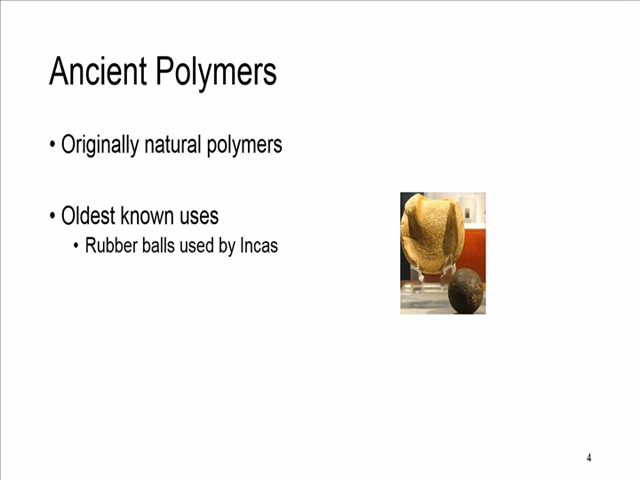 Ancient Polymers
• Originally natural polymers
• Oldest known uses
• Rubber balls used by Incas
4